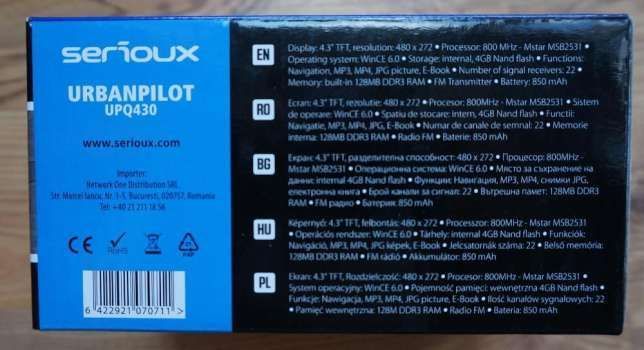 serioux
URBANPILOT
UPQ430
www.serioux.com
Importer:
Network One Distribution SRL
Str. Marcel Iancu, Nr. 1-5, Bucuresti, 020757, Romania
Tel: +40 21 211 18 56
CE
RoHS
6 422921 070711 >
EN
Display: 4.3" TFT, resolution: 480 x 272 • Processor: 800 MHz - Mstar MSB2531 •
Operating system: WinCE 6.0 • Storage: internal, 4GB Nand flash • Functions:
Navigation, MP3, MP4, JPG picture, E-Book • Number of signal receivers: 22 •
Memory: built-in 128MB DDR3 RAM • FM Transmitter • Battery: 850 mAh
RO
Ecran: 4.3" TFT, rezolutie: 480 x 272 • Procesor: 800MHz - Mstar MSB2531 • Sistem
de operare: WinCE 6.0 • Spatiu de stocare: intern, 4GB Nand flash • Functii:
Navigatie, MP3, MP4, JPG, E-Book • Numar de canale de semnal: 22 • Memorie
interna: 128MB DDR3 RAM • Radio FM • Baterie: 850 mAh
BG
Екран: 4.3" TFT, разделителна способност: 480 x 272 • Процесор: 800MHz-
Mstar MSB2531 • Операционна система: WinCE 6.0 • Място за съхранение на
данни: internal 4GB Nand flash • Функции: Навигация, MP3, MP4, снимки JPG,
електронна книга • Брой канали за сигнал: 22 • Вътрешна памет: 128MB DDR3
RAM • FM радио • Батерия: 850 mAh
HU
Képernyő: 4.3" TFT, felbontás: 480 x 272 • Processzor: 800MHz - Mstar MSB2531
• Operációs rendszer: WinCE 6.0 • Tárhely: internal 4GB Nand flash • Funkciók:
Navigáció, MP3, MP4, JPG képek, E-Book • Jelcsatornák száma: 22 • Belső memória:
128MB DDR3 RAM • FM rádió • Akkumulátor: 850 mAh
PL
Ekran: 4.3" TFT, Rozdzielczość: 480 x 272 • Procesor: 800MHz - Mstar MSB2531 •
System operacyjny: WinCE 6.0 • Pojemność pamięci: wewnętrzna 4GB Nand flash •
Funkcje: Nawigacja, MP3, MP4, JPG picture, E-Book • Ilość kanałów sygnałowych: 22
• Pamięć wewnętrzna: 128M DDR3 RAM • Radio FM • Bateria: 850 mAh